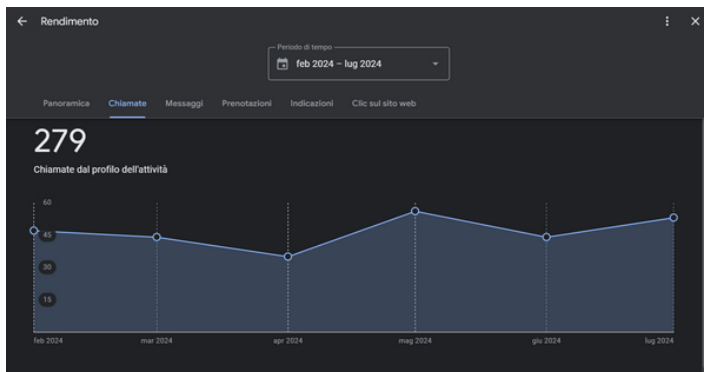 Rendimento
Periodo di tempo
feb 2024 – lug 2024
Panoramica Chiamate Messaggi Prenotazioni Indicazioni Clic sul sito web
279
Chiamate dal profilo dell'attività
60
45
30
15
feb 2024 mar 2024 apr 2024 mag 2024 giu 2024 lug 2024